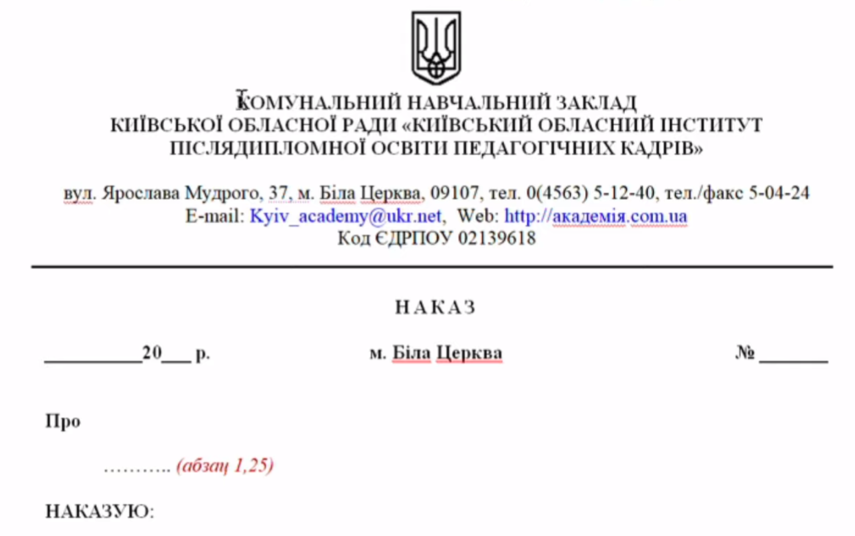 КОМУНАЛЬНИЙ НАВЧАЛЬНИЙ ЗАКЛАД
КИЇВСЬКОЇ ОБЛАСНОЇ РАДИ «КИЇВСЬКИЙ ОБЛАСНИЙ ІНСТИТУТ
ПІСЛЯДИПЛОМНОЇ ОСВІТИ ПЕДАГОГІЧНИХ КАДРІВ»
вул. Ярослава Мудрого, 37, м. Біла Церква, 09107, тел. 0(4563) 5-12-40, тел./факс 5-04-24
E-mail: Kyiv_academy@ukr.net, Web: http://академія.com.ua
Код ЄДРПОУ 02139618
Н А К А З
__________20___ р. м. Біла Церква № _______
Про
……….. (абзац 1,25)
НАКАЗУЮ: